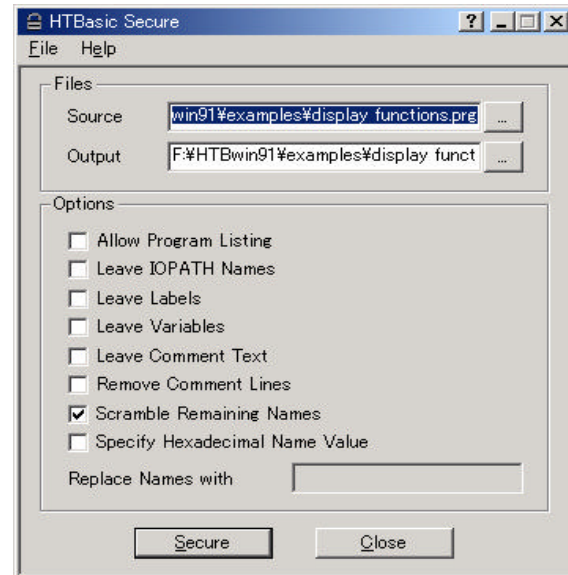 HTBasic Secure
File Help
Files
Source win91¥examples¥display functions.prg ...
Output F:¥HTBwin91¥examples¥display funct ...
Options
Allow Program Listing
Leave IOPATH Names
Leave Labels
Leave Variables
Leave Comment Text
Remove Comment Lines
Scramble Remaining Names
Specify Hexadecimal Name Value
Replace Names with
Secure Close